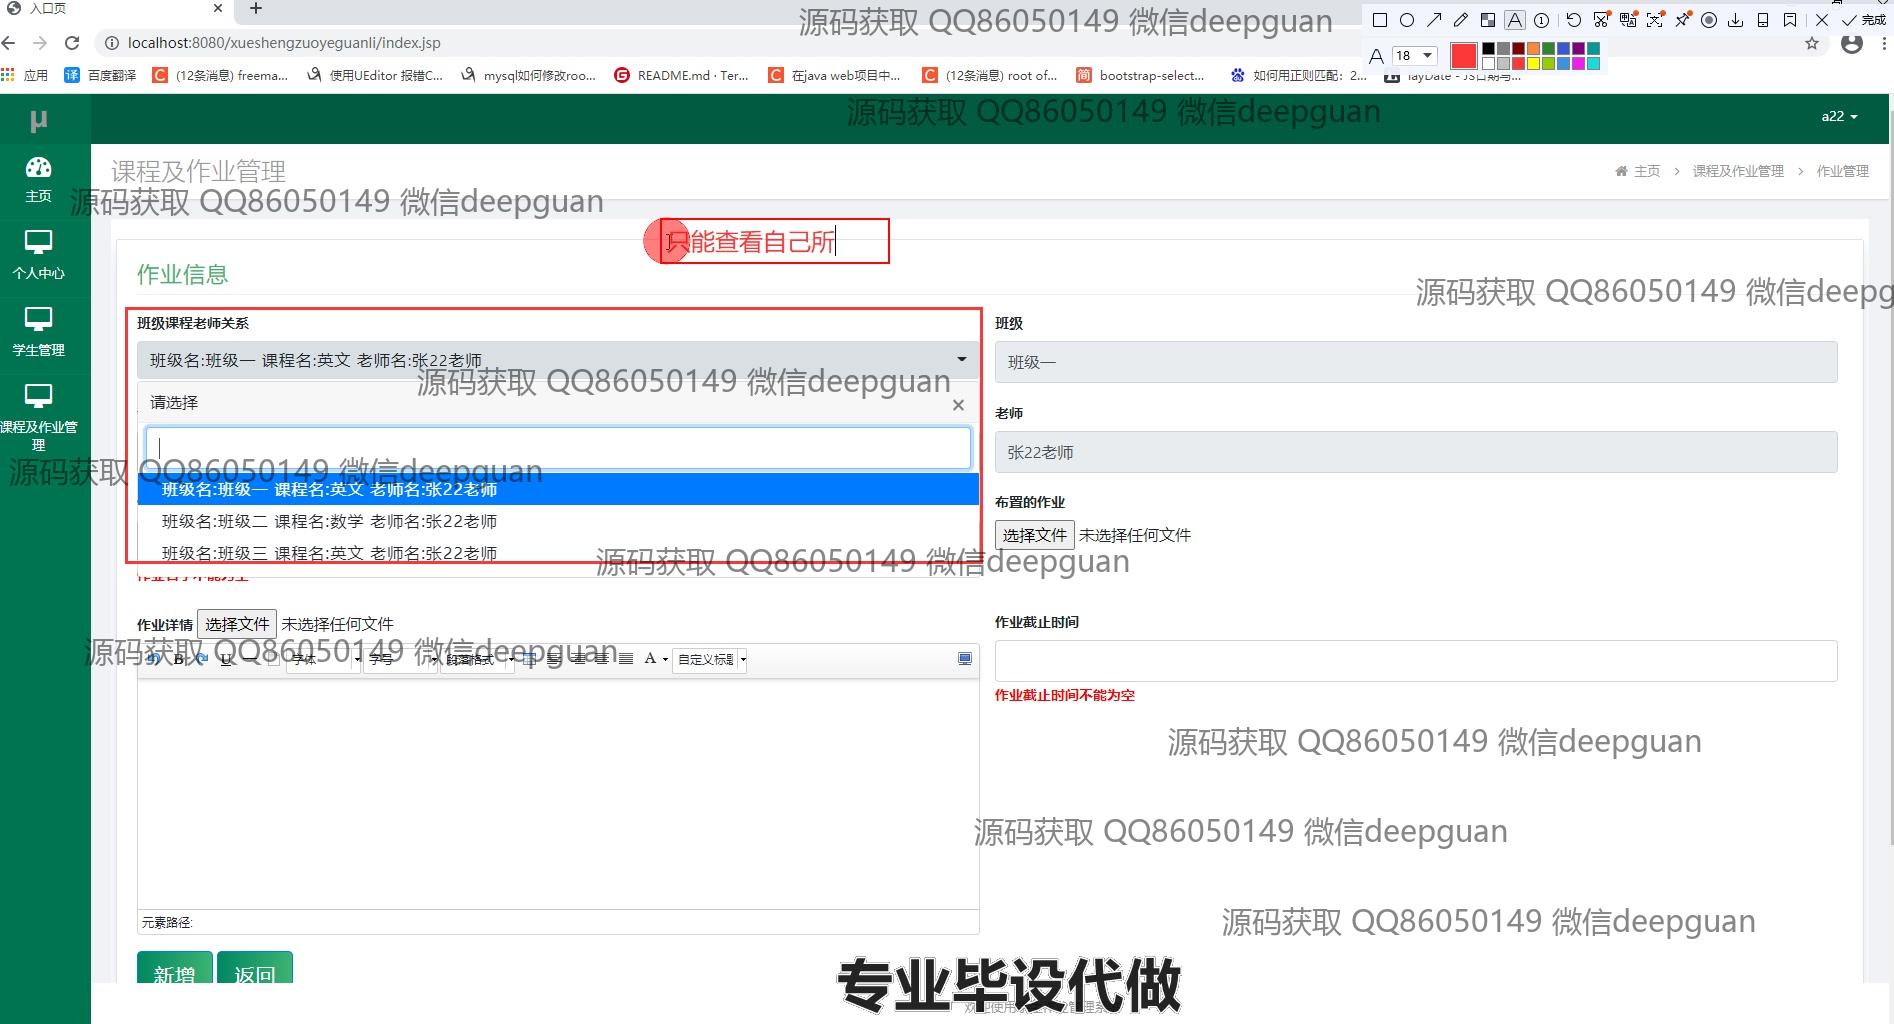 入口页
源码获取 QQ86050149 微信deepguan
完成
localhost:8080/xueshengzuoyeguanli/index.jsp
A 18
应用 百度翻译 (12条消息) freema... 使用UEditor 报错C... mysql如何修改roo... README.md · Ter... 在java web项目中... (12条消息) root of... bootstrap-select... 如何用正则匹配：2... layDate - JS日期与...
µ
源码获取 QQ86050149 微信deepguan
a22
课程及作业管理
主页 > 课程及作业管理 > 作业管理
主页
源码获取 QQ86050149 微信deepguan
只能查看自己所
个人中心
作业信息
源码获取 QQ86050149 微信deepg
班级课程老师关系
班级
学生管理
班级名:班级一 课程名:英文 老师名:张22老师
班级一
源码获取 QQ86050149 微信deepguan
请选择
×
老师
课程及作业管理
张22老师
源码获取 QQ86050149 微信deepguan
班级名:班级一 课程名:英文 老师名:张22老师
班级名:班级二 课程名:数学 老师名:张22老师
班级名:班级三 课程名:英文 老师名:张22老师
布置的作业
选择文件 未选择任何文件
源码获取 QQ86050149 微信deepguan
作业名字不能为空
作业详情 选择文件 未选择任何文件
作业截止时间
源码获取 QQ86050149 微信deepguan
B U 字体 字号 段落格式 A 自定义标题
作业截止时间不能为空
源码获取 QQ86050149 微信deepguan
源码获取 QQ86050149 微信deepguan
元素路径:
源码获取 QQ86050149 微信deepguan
新增 返回
专业毕设代做